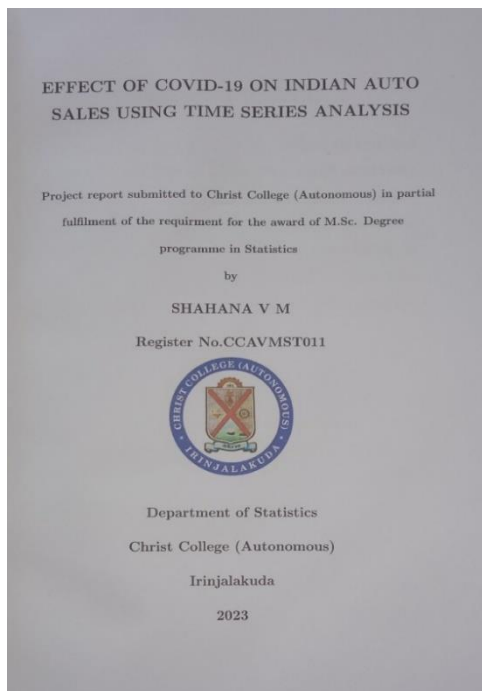 EFFECT OF COVID-19 ON INDIAN AUTO
SALES USING TIME SERIES ANALYSIS
Project report submitted to Christ College (Autonomous) in partial
fulfilment of the requirment for the award of M.Sc. Degree
programme in Statistics
by
SHAHANA V M
Register No.CCAVMST011
CHRIST COLLEGE (AUTONOMOUS)
IRINJALAKUDA
Department of Statistics
Christ College (Autonomous)
Irinjalakuda
2023